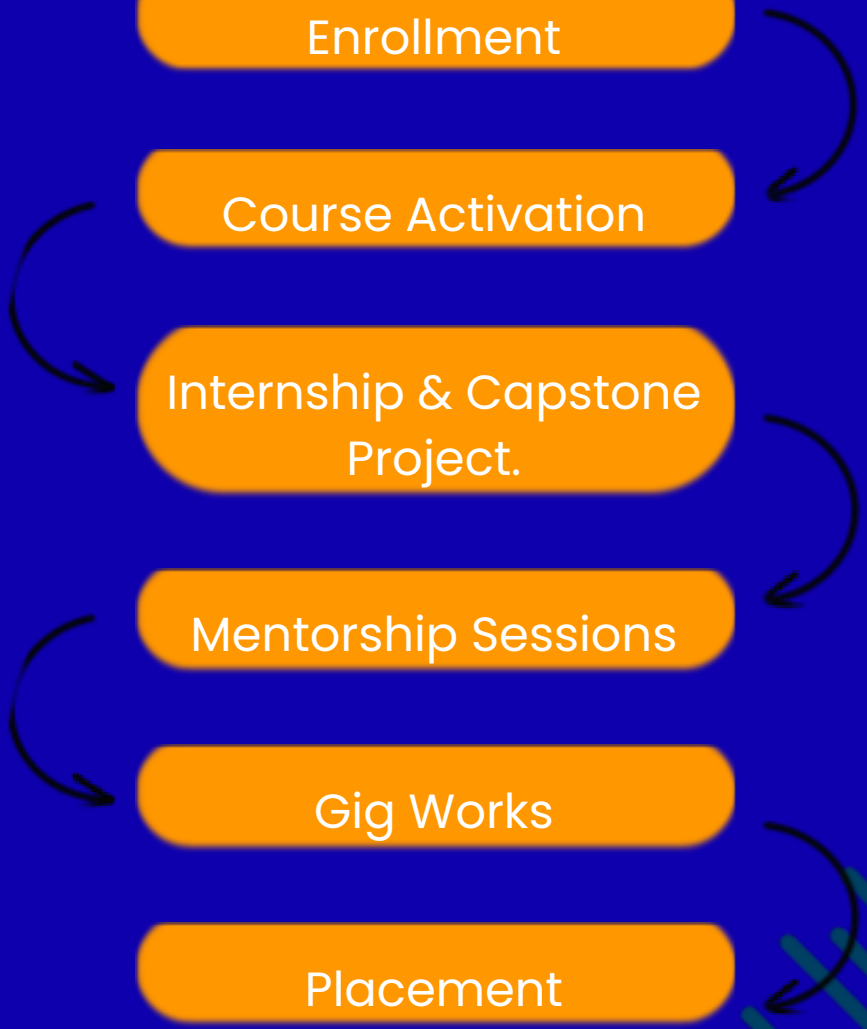 Enrollment
Course Activation
Internship & Capstone
Project.
Mentorship Sessions
Gig Works
Placement